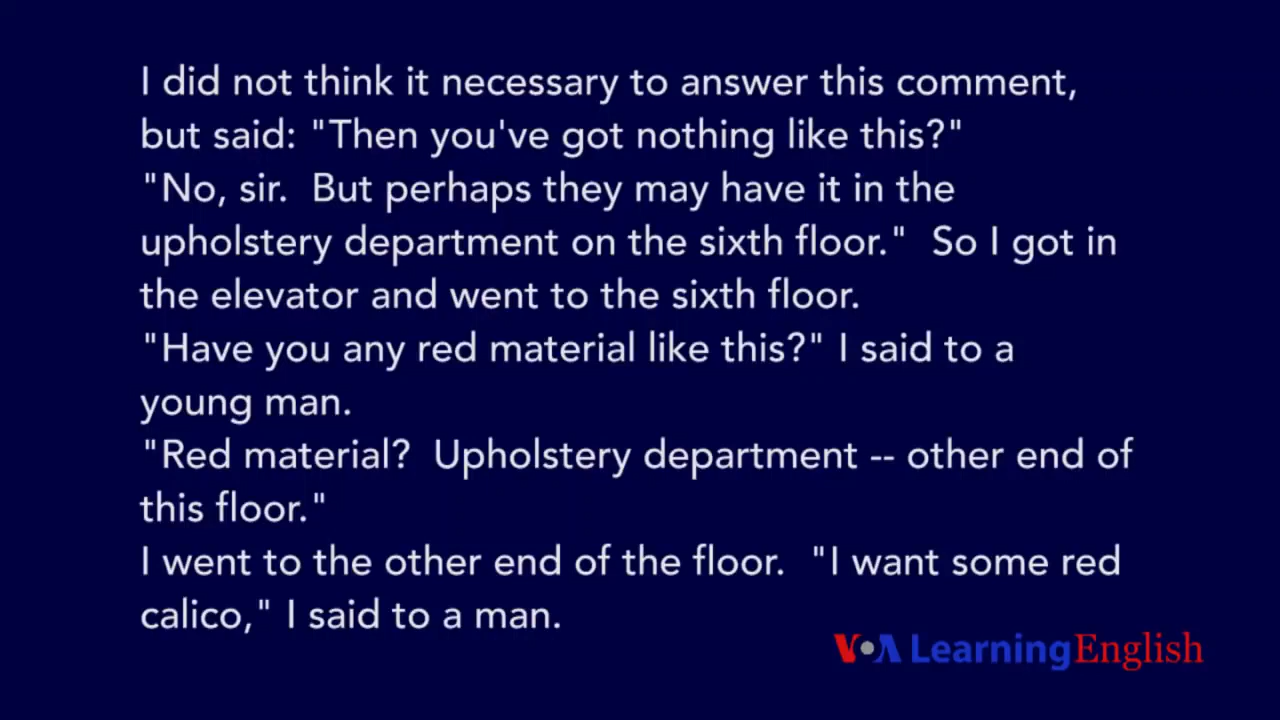 I did not think it necessary to answer this comment,
but said: "Then you've got nothing like this?"
"No, sir.  But perhaps they may have it in the
upholstery department on the sixth floor."  So I got in
the elevator and went to the sixth floor.
"Have you any red material like this?" I said to a
young man.
"Red material?  Upholstery department -- other end of
this floor."
I went to the other end of the floor.  "I want some red
calico," I said to a man.
VOA Learning English